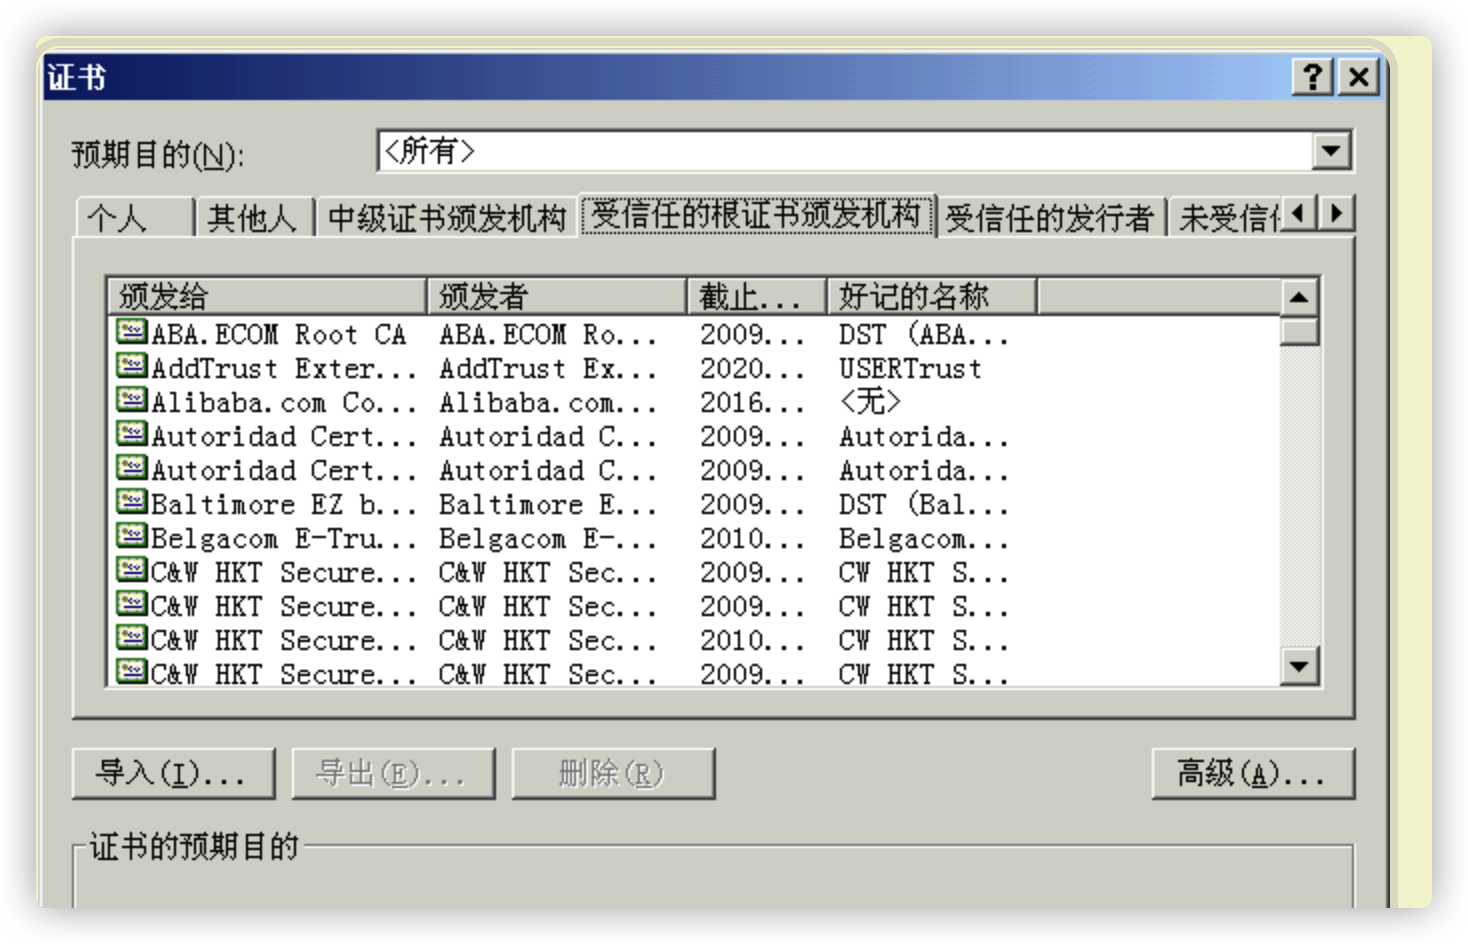 证书
预期目的(N): <所有>
个人 其他人 中级证书颁发机构 受信任的根证书颁发机构 受信任的发行者 未受信
颁发给 颁发者 截止... 好记的名称
ABA.ECOM Root CA ABA.ECOM Ro... 2009... DST (ABA...
AddTrust Exter... AddTrust Ex... 2020... USERTrust
Alibaba.com Co... Alibaba.com... 2016... <无>
Autoridad Cert... Autoridad C... 2009... Autorida...
Autoridad Cert... Autoridad C... 2009... Autorida...
Baltimore EZ b... Baltimore E... 2009... DST (Bal...
Belgacom E-Tru... Belgacom E-... 2010... Belgacom...
C&W HKT Secure... C&W HKT Sec... 2009... CW HKT S...
C&W HKT Secure... C&W HKT Sec... 2009... CW HKT S...
C&W HKT Secure... C&W HKT Sec... 2010... CW HKT S...
C&W HKT Secure... C&W HKT Sec... 2009... CW HKT S...
导入(I)... 导出(E)... 删除(R) 高级(A)...
证书的预期目的